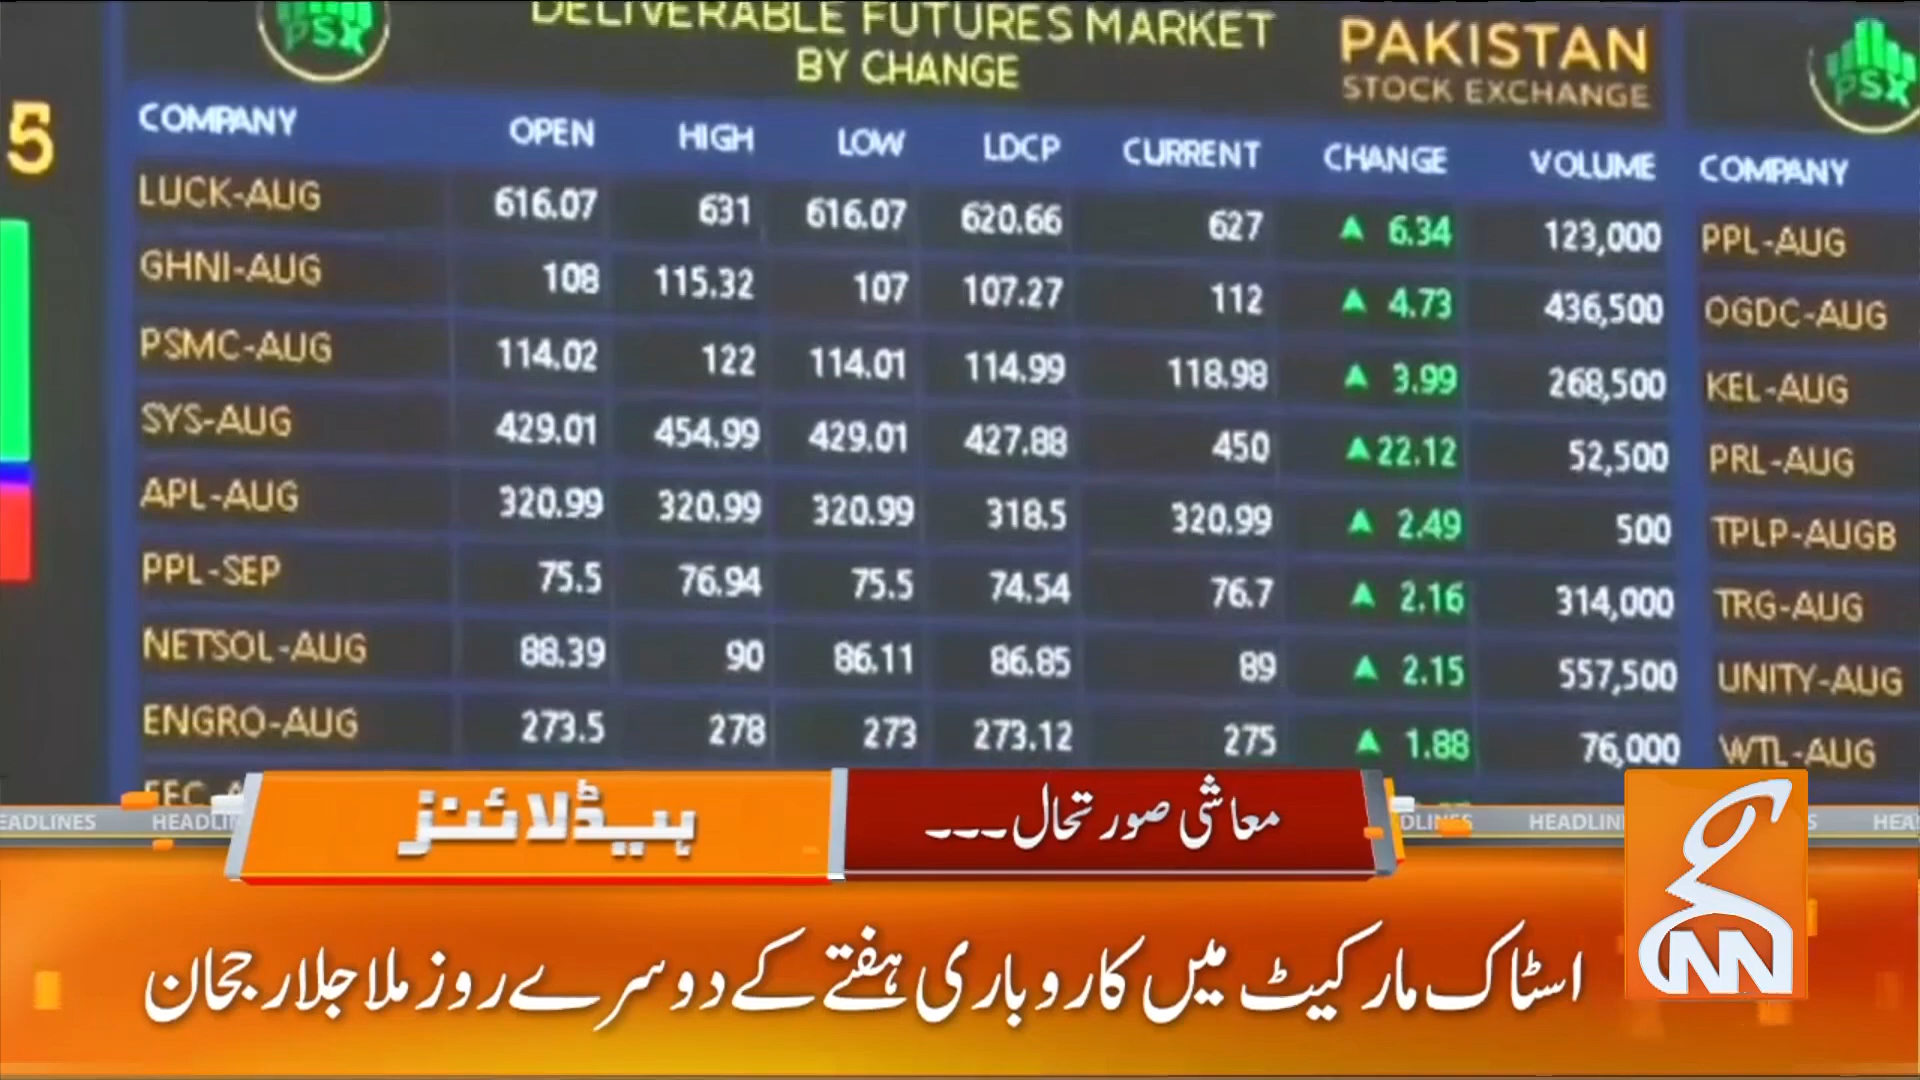 PSX
DELIVERABLE FUTURES MARKET
BY CHANGE
PAKISTAN
STOCK EXCHANGE
PSX
5
COMPANY OPEN HIGH LOW LDCP CURRENT CHANGE VOLUME COMPANY
LUCK-AUG 616.07 631 616.07 620.66 627 ▲ 6.34 123,000 PPL-AUG
GHNI-AUG 108 115.32 107 107.27 112 ▲ 4.73 436,500 OGDC-AUG
PSMC-AUG 114.02 122 114.01 114.99 118.98 ▲ 3.99 268,500 KEL-AUG
SYS-AUG 429.01 454.99 429.01 427.88 450 ▲ 22.12 52,500 PRL-AUG
APL-AUG 320.99 320.99 320.99 318.5 320.99 ▲ 2.49 500 TPLP-AUGB
PPL-SEP 75.5 76.94 75.5 74.54 76.7 ▲ 2.16 314,000 TRG-AUG
NETSOL-AUG 88.39 90 86.11 86.85 89 ▲ 2.15 557,500 UNITY-AUG
ENGRO-AUG 273.5 278 273 273.12 275 ▲ 1.88 76,000 WTL-AUG
معاشی صورتحال۔۔۔
ہیڈلائنز
HEADLINES
GNN
اسٹاک مارکیٹ میں کاروباری ہفتے کے دوسرے روز ملا جلا رجحان